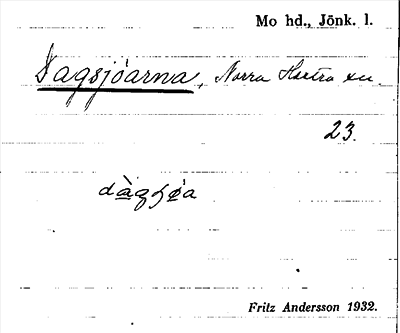 Mo hd., Jönk. l.
Dagsjöarna, Norra Hestra sn.
23.
Fritz Andersson 1932.